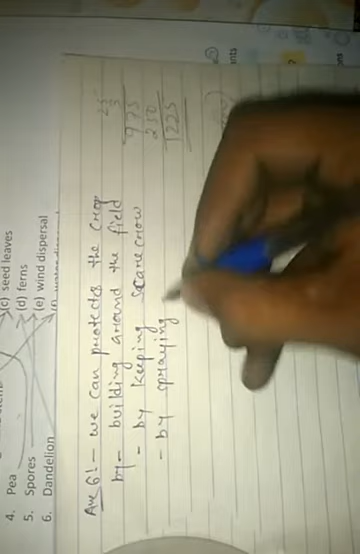 4. Pea
5. Spores
6. Dandelion
(c) seed leaves
(d) ferns
(e) wind dispersal
Ans 6:- we can protects the crop
by - building around the field
- by keeping scarecrow
- by spraying
975
250
1225